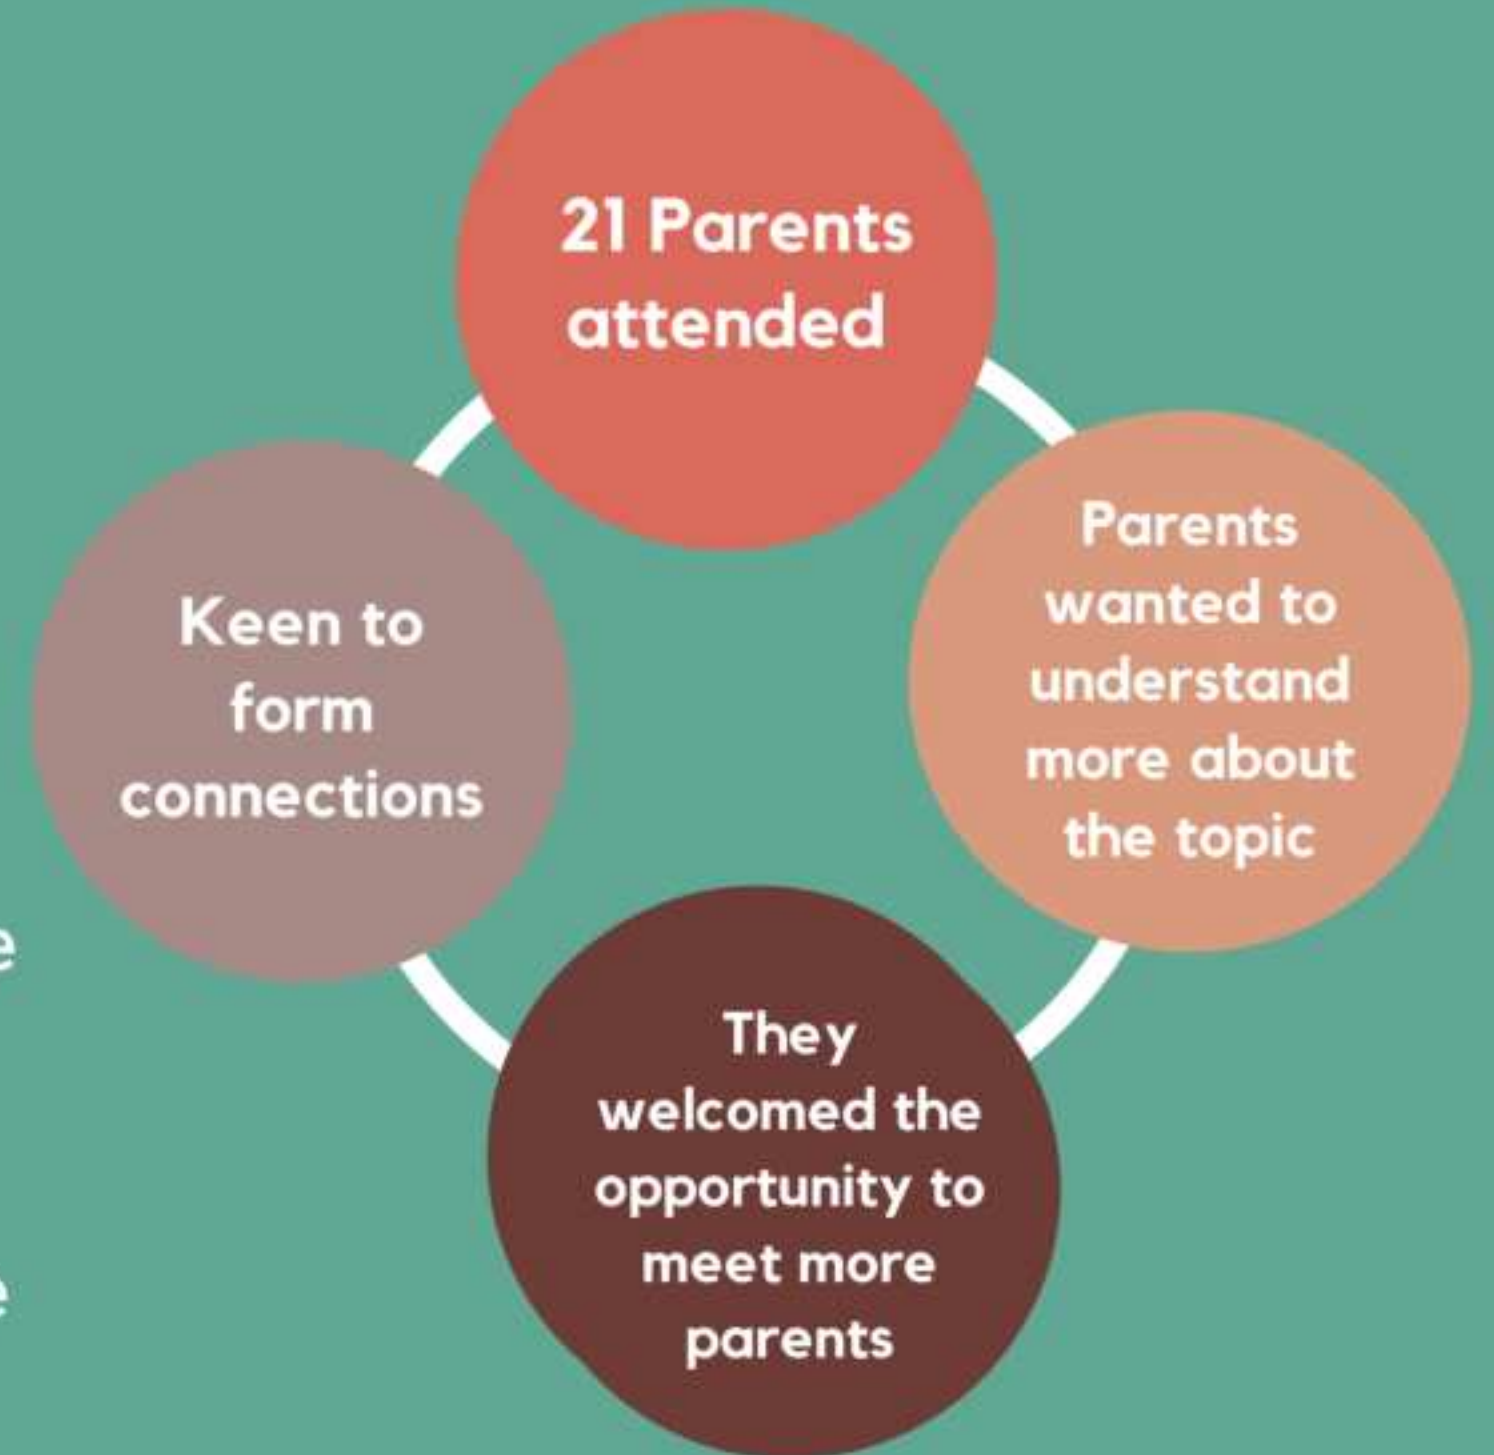 21 Parents
attended
Parents
wanted to
understand
more about
the topic
They
welcomed the
opportunity to
meet more
parents
Keen to
form
connections